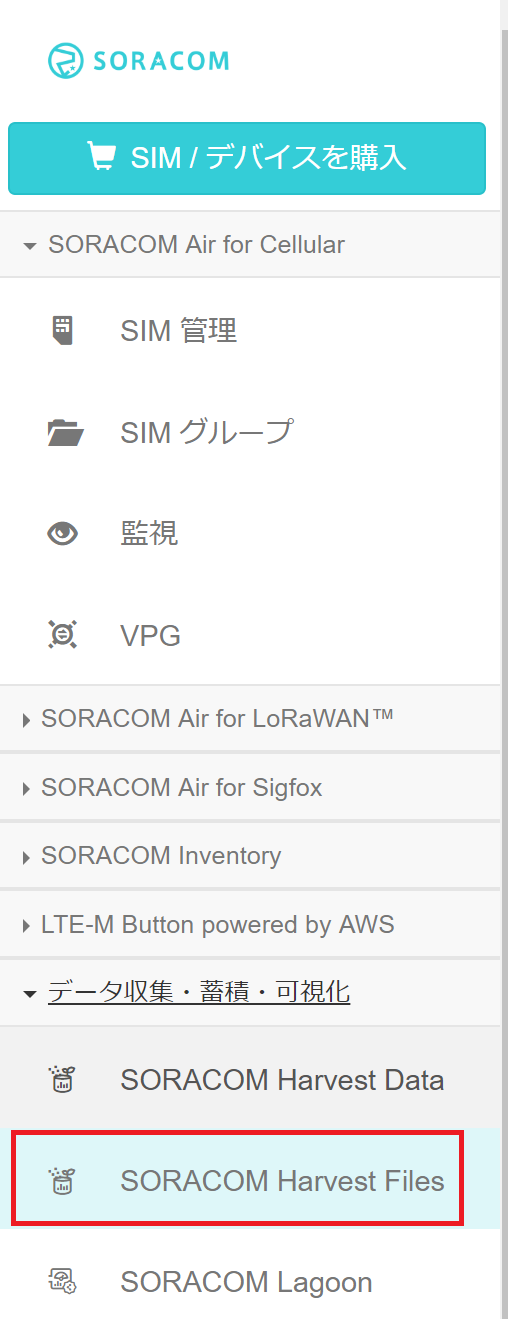 SORACOM
SIM / デバイスを購入
SORACOM Air for Cellular
SIM 管理
SIM グループ
監視
VPG
SORACOM Air for LoRaWAN™
SORACOM Air for Sigfox
SORACOM Inventory
LTE-M Button powered by AWS
データ収集・蓄積・可視化
SORACOM Harvest Data
SORACOM Harvest Files
SORACOM Lagoon